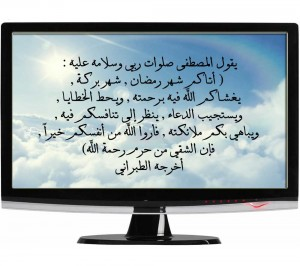 يقول المصطفى صلوات ربي وسلامه عليه :
( أتاكم شهر رمضان , شهر بركة ,
يغشاكم الله فيه برحمته , ويحط الخطايا ,
ويستجيب الدعاء , ينظر إلى تنافسكم فيه ,
ويباهي بكم ملائكته , فأروا الله من أنفسكم خيراً ,
فإن الشقي من حرم رحمة الله)
أخرجه الطبراني